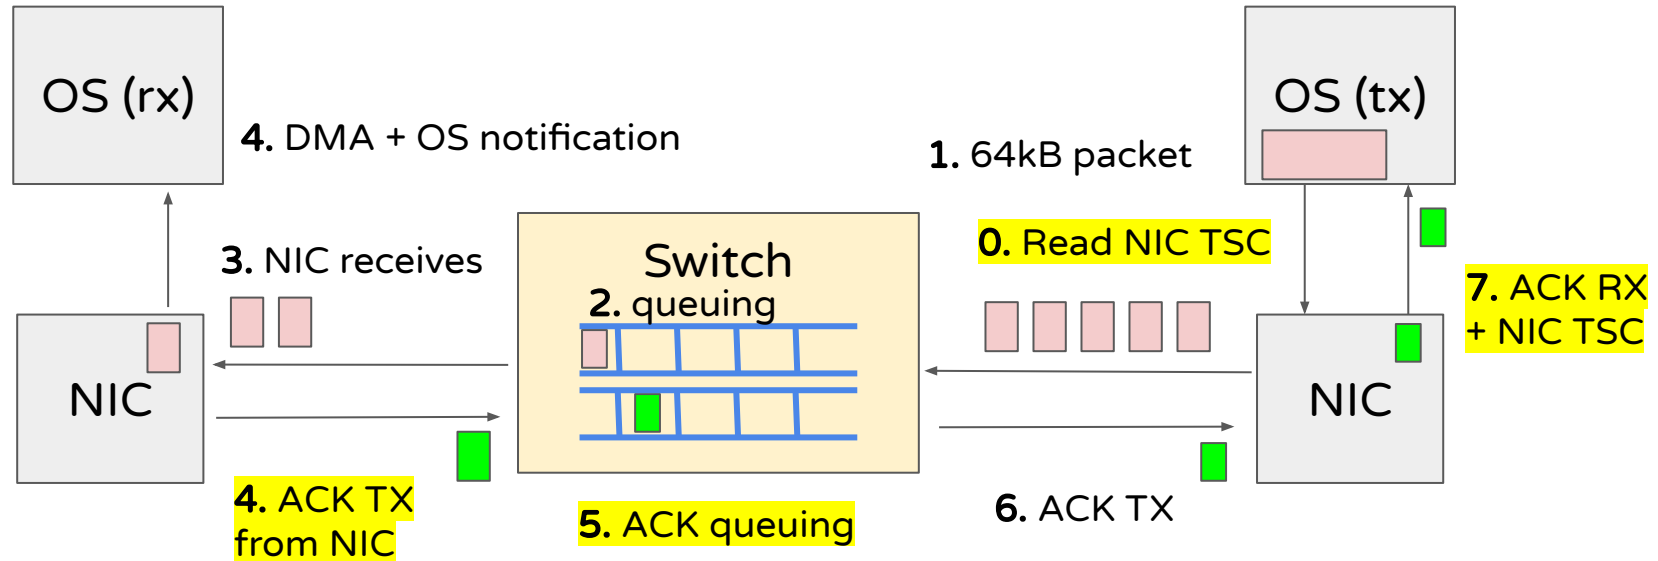 OS (rx)
4. DMA + OS notification
OS (tx)
1. 64kB packet
0. Read NIC TSC
3. NIC receives
Switch
2. queuing
7. ACK RX
+ NIC TSC
NIC
NIC
4. ACK TX
from NIC
5. ACK queuing
6. ACK TX